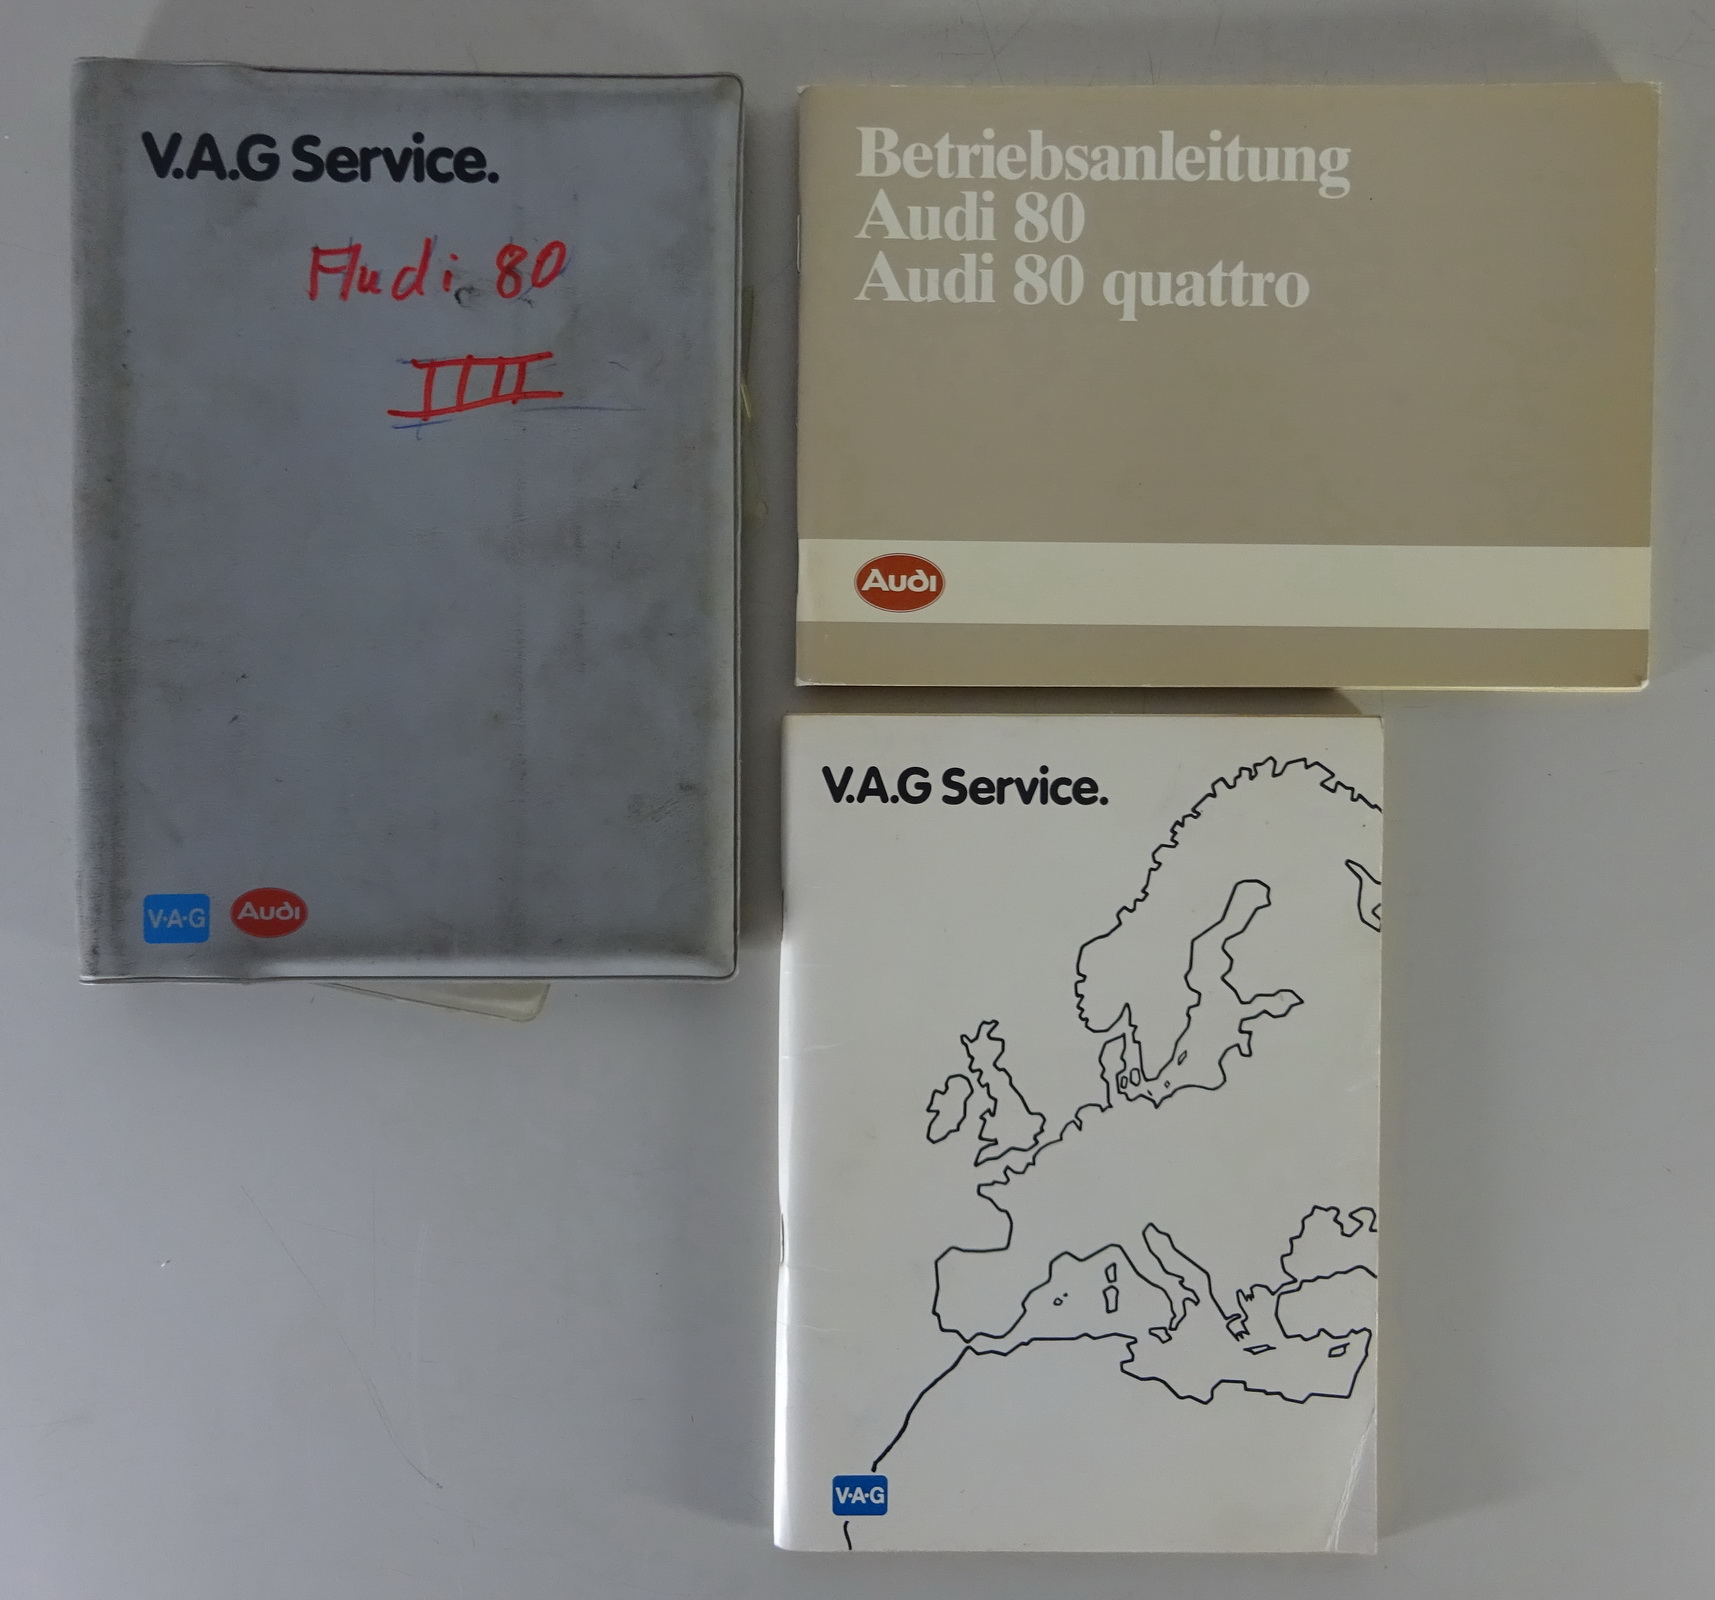 V.A.G Service.
Audi 80
IIII
V·A·G
Audi
Betriebsanleitung
Audi 80
Audi 80 quattro
Audi
V.A.G Service.
V·A·G